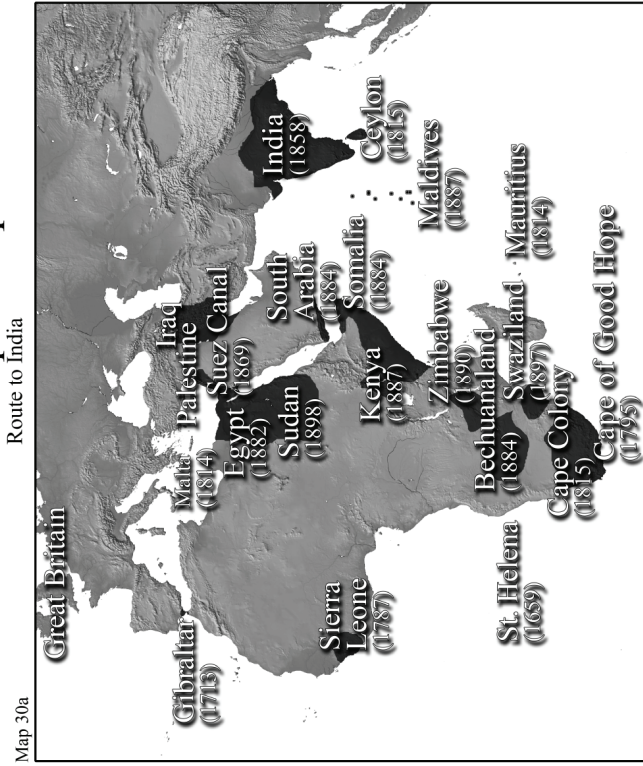 Route to India
Map 30a
Great Britain
Gibraltar
(1713)
Malta
(1814)
Palestine
Iraq
Suez Canal
(1869)
Egypt
(1882)
Sudan
(1898)
South
Arabia
(1884)
Somalia
(1884)
India
(1858)
Ceylon
(1815)
Maldives
(1887)
Sierra
Leone
(1787)
Kenya
(1887)
Zimbabwe
(1890)
Bechuanaland
(1884)
Swaziland
(1897)
Mauritius
(1814)
St. Helena
(1659)
Cape Colony
(1815)
Cape of Good Hope
(1795)